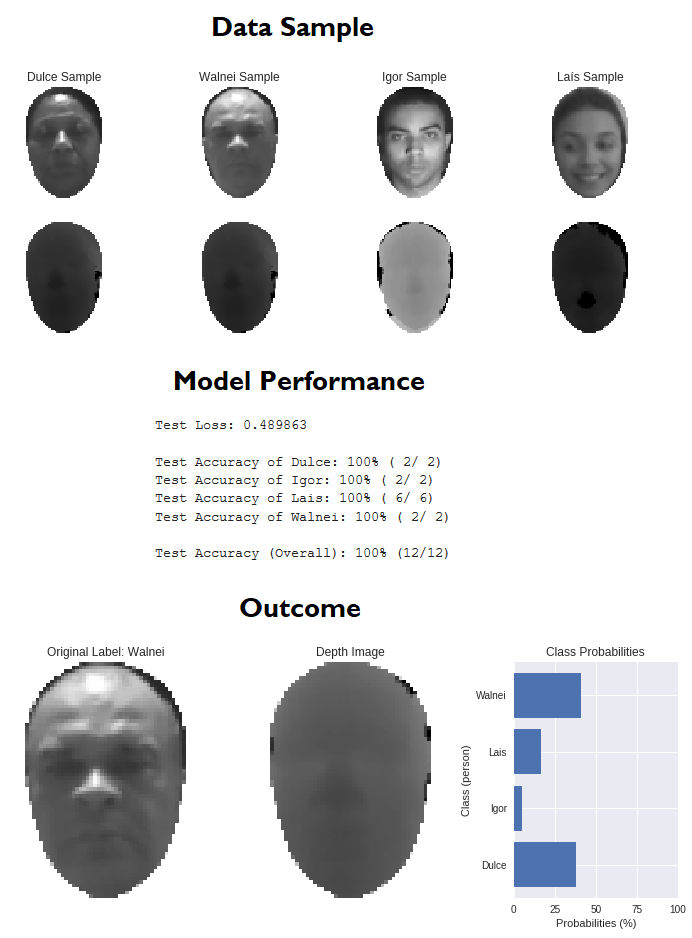 Data Sample
Dulce Sample
Walnei Sample
Igor Sample
Laís Sample
Model Performance
Test Loss: 0.489863
Test Accuracy of Dulce: 100% ( 2/ 2)
Test Accuracy of Igor: 100% ( 2/ 2)
Test Accuracy of Lais: 100% ( 6/ 6)
Test Accuracy of Walnei: 100% ( 2/ 2)
Test Accuracy (Overall): 100% (12/12)
Outcome
Original Label: Walnei
Depth Image
Class Probabilities
Class (person)
Walnei
Lais
Igor
Dulce
0 25 50 75 100
Probabilities (%)